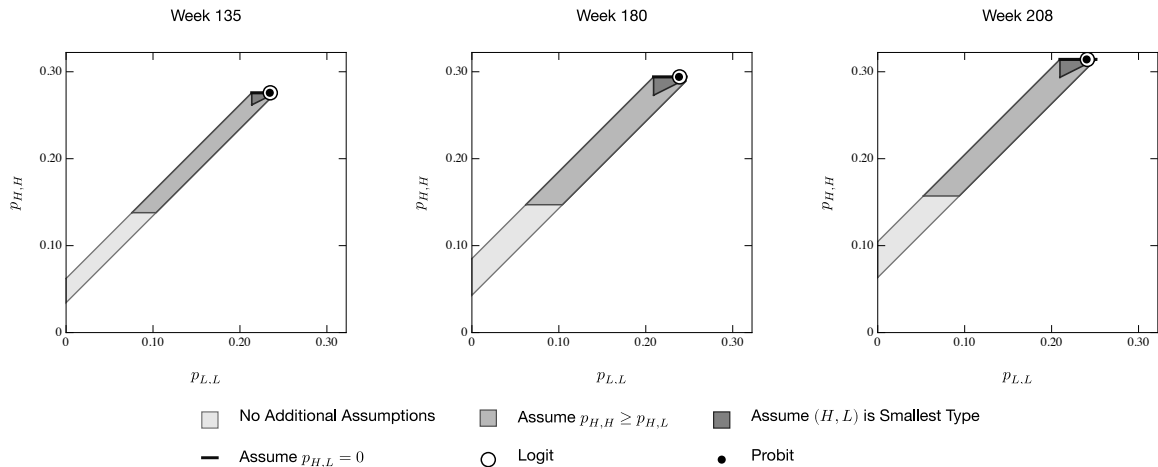 Week 135
Week 180
Week 208
0.30
0.20
0.10
0
0
0.10
0.20
0.30
p_{H,H}
p_{L,L}
0.30
0.20
0.10
0
0
0.10
0.20
0.30
p_{H,H}
p_{L,L}
0.30
0.20
0.10
0
0
0.10
0.20
0.30
p_{H,H}
p_{L,L}
No Additional Assumptions
Assume p_{H,H} ≥ p_{H,L}
Assume (H, L) is Smallest Type
Assume p_{H,L} = 0
Logit
Probit